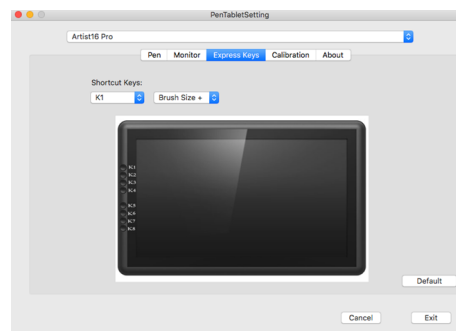 PenTabletSetting
Artist16 Pro
Pen Monitor Express Keys Calibration About
Shortcut Keys:
K1 Brush Size +
K1
K2
K3
K4
K5
K6
K7
K8
Default
Cancel Exit